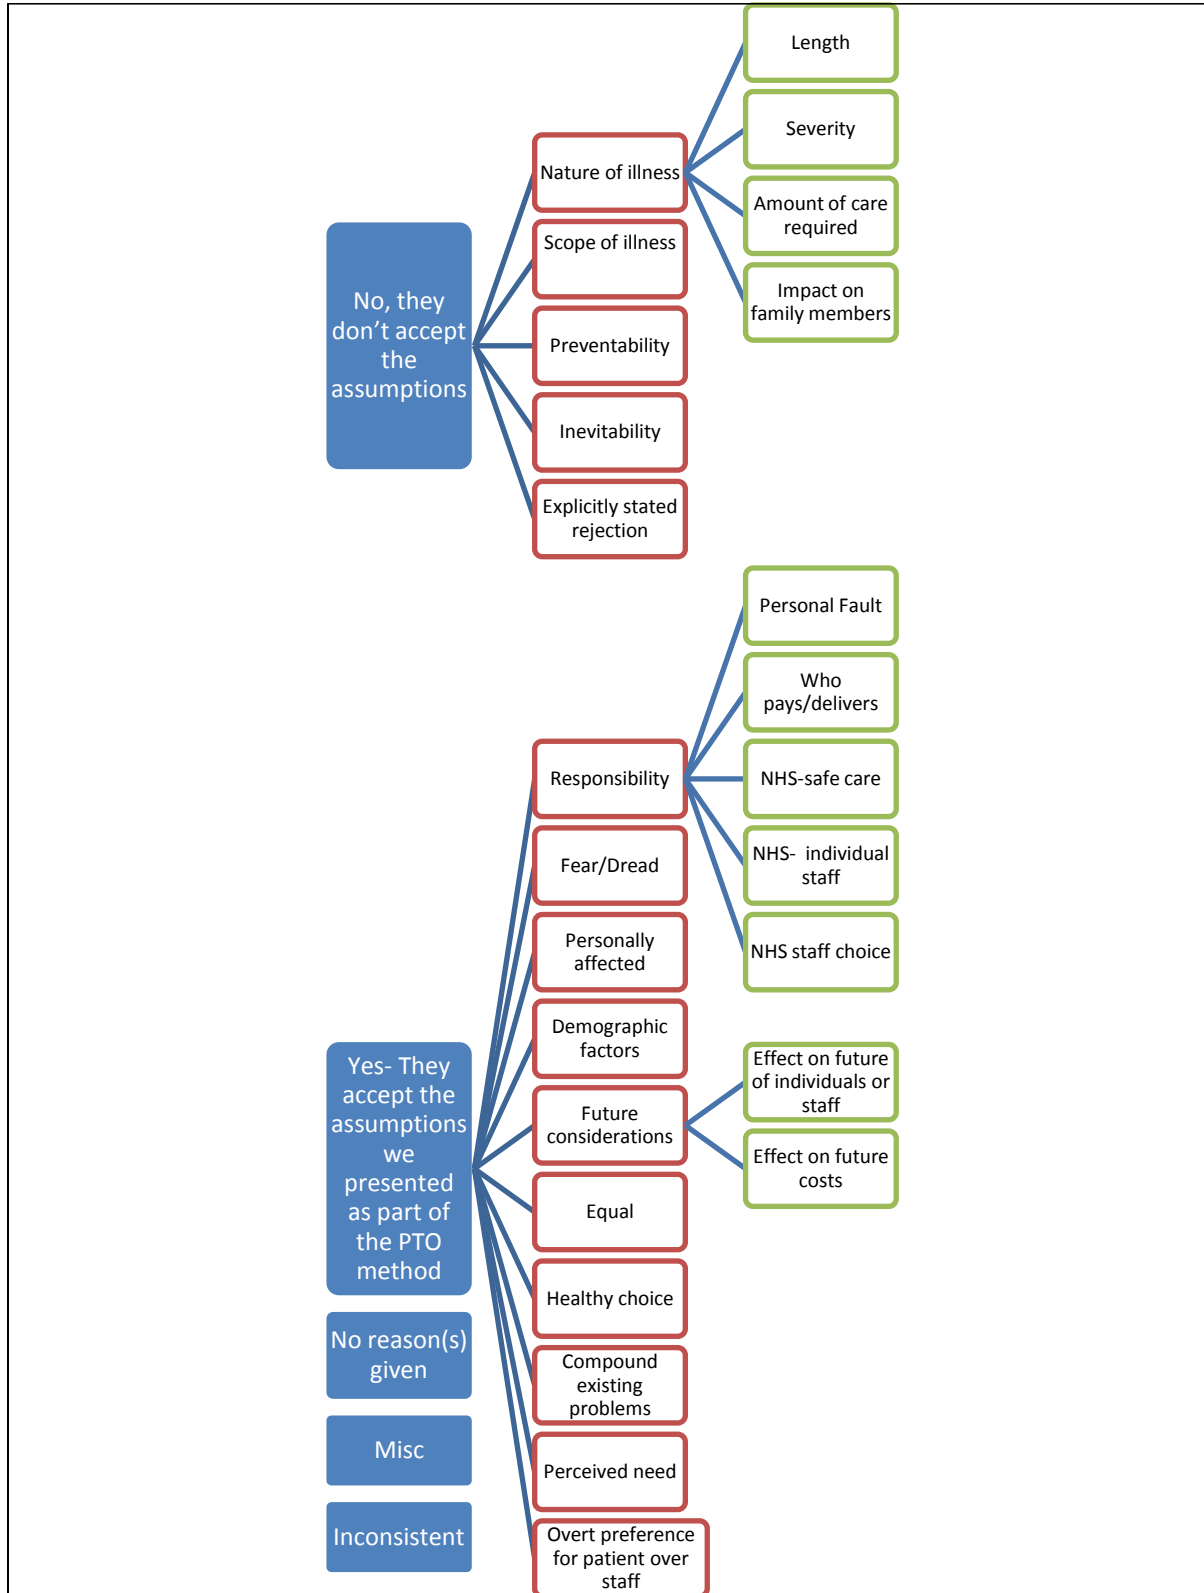 No, they
don't accept
the
assumptions
Nature of illness
Scope of illness
Preventability
Inevitability
Explicitly stated
rejection
Length
Severity
Amount of care
required
Impact on
family members
Yes- They
accept the
assumptions
we
presented
as part of
the PTO
method
Responsibility
Fear/Dread
Personally
affected
Demographic
factors
Future
considerations
Equal
Healthy choice
Compound
existing
problems
Perceived need
Overt preference
for patient over
staff
Personal Fault
Who
pays/delivers
NHS-safe care
NHS- individual
staff
NHS staff choice
Effect on future
of individuals or
staff
Effect on future
costs
No reason(s)
given
Misc
Inconsistent